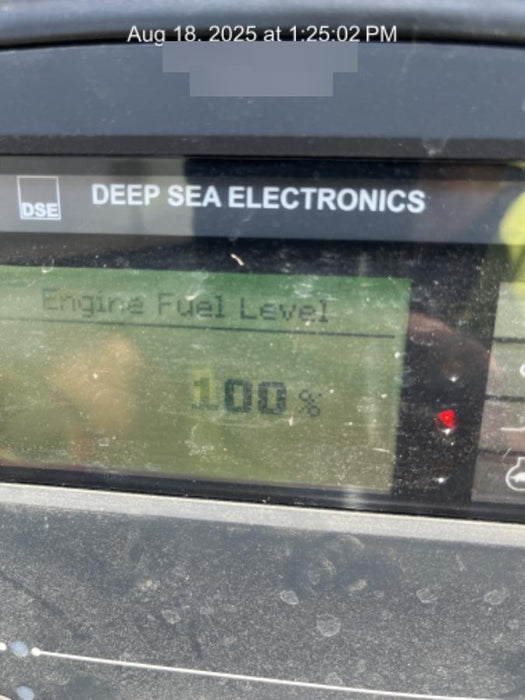 Aug 18, 2025 at 1:25:02 PM
DSE
DEEP SEA ELECTRONICS
Engine Fuel Level
100 %